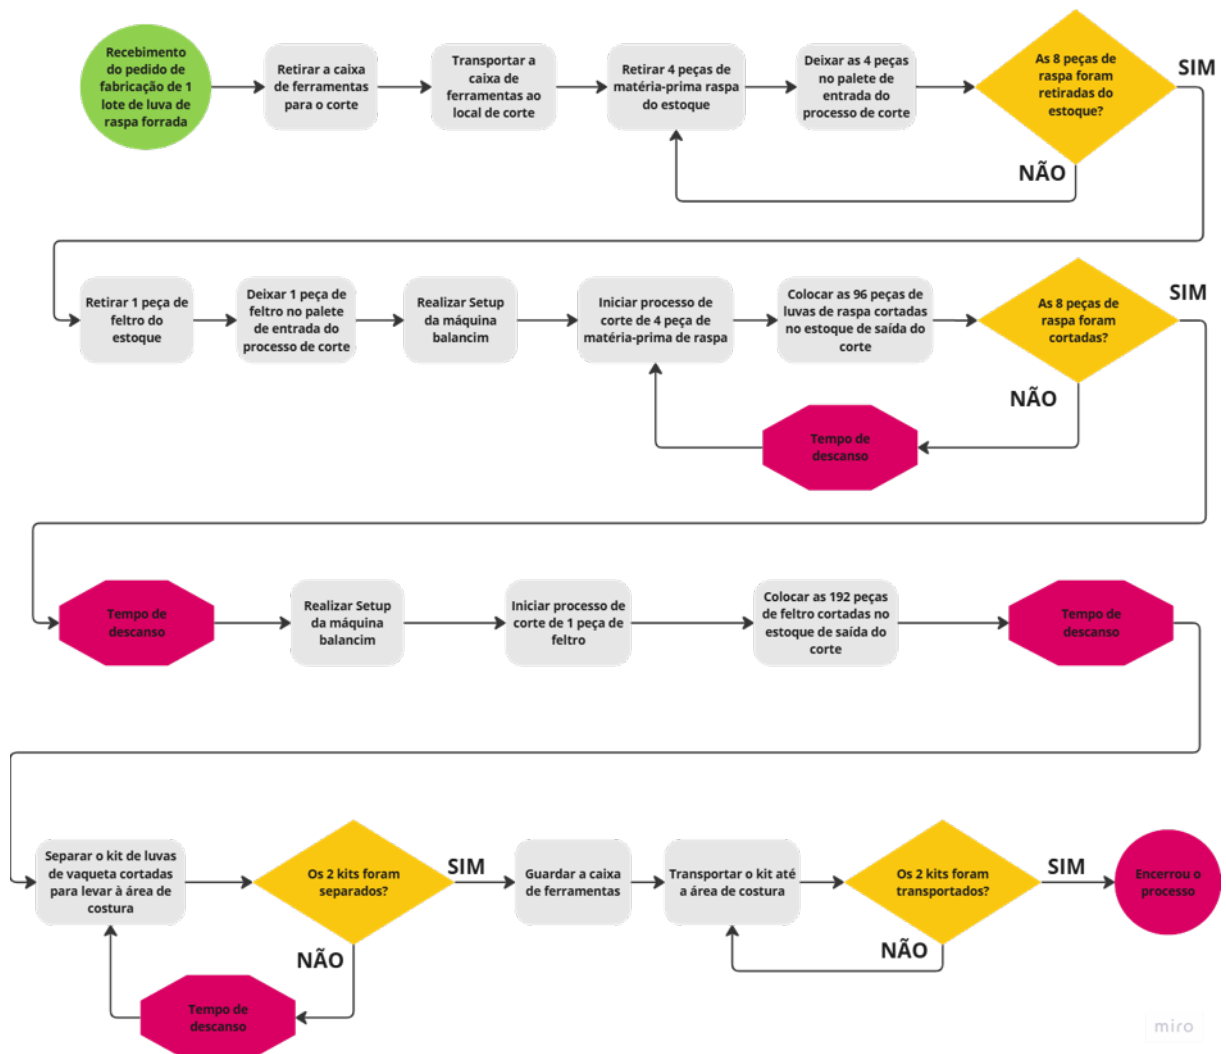 Recebimento
do pedido de
fabricação de 1
lote de luva de
raspa forrada
Retirar a caixa
de ferramentas
para o corte
Transportar a
caixa de
ferramentas ao
local de corte
Retirar 4 peças de
matéria-prima raspa
do estoque
Deixar as 4 peças
no palete de
entrada do
processo de corte
As 8 peças de
raspa foram
retiradas do
estoque?
SIM
NÃO
Retirar 1 peça de
feltro do
estoque
Deixar 1 peça de
feltro no palete
de entrada do
processo de corte
Realizar Setup
da máquina
balancim
Iniciar processo de
corte de 4 peça de
matéria-prima de raspa
Colocar as 96 peças de
luvas de raspa cortadas
no estoque de saída do
corte
As 8 peças de
raspa foram
cortadas?
SIM
NÃO
Tempo de
descanso
Tempo de
descanso
Realizar Setup
da máquina
balancim
Iniciar processo de
corte de 1 peça de
feltro
Colocar as 192 peças
de feltro cortadas no
estoque de saída do
corte
Tempo de
descanso
Separar o kit de luvas
de vaqueta cortadas
para levar à área de
costura
Os 2 kits foram
separados?
SIM
NÃO
Tempo de
descanso
Guardar a caixa
de ferramentas
Transportar o kit até
a área de costura
Os 2 kits foram
transportados?
SIM
NÃO
Encerrou o
processo
miro